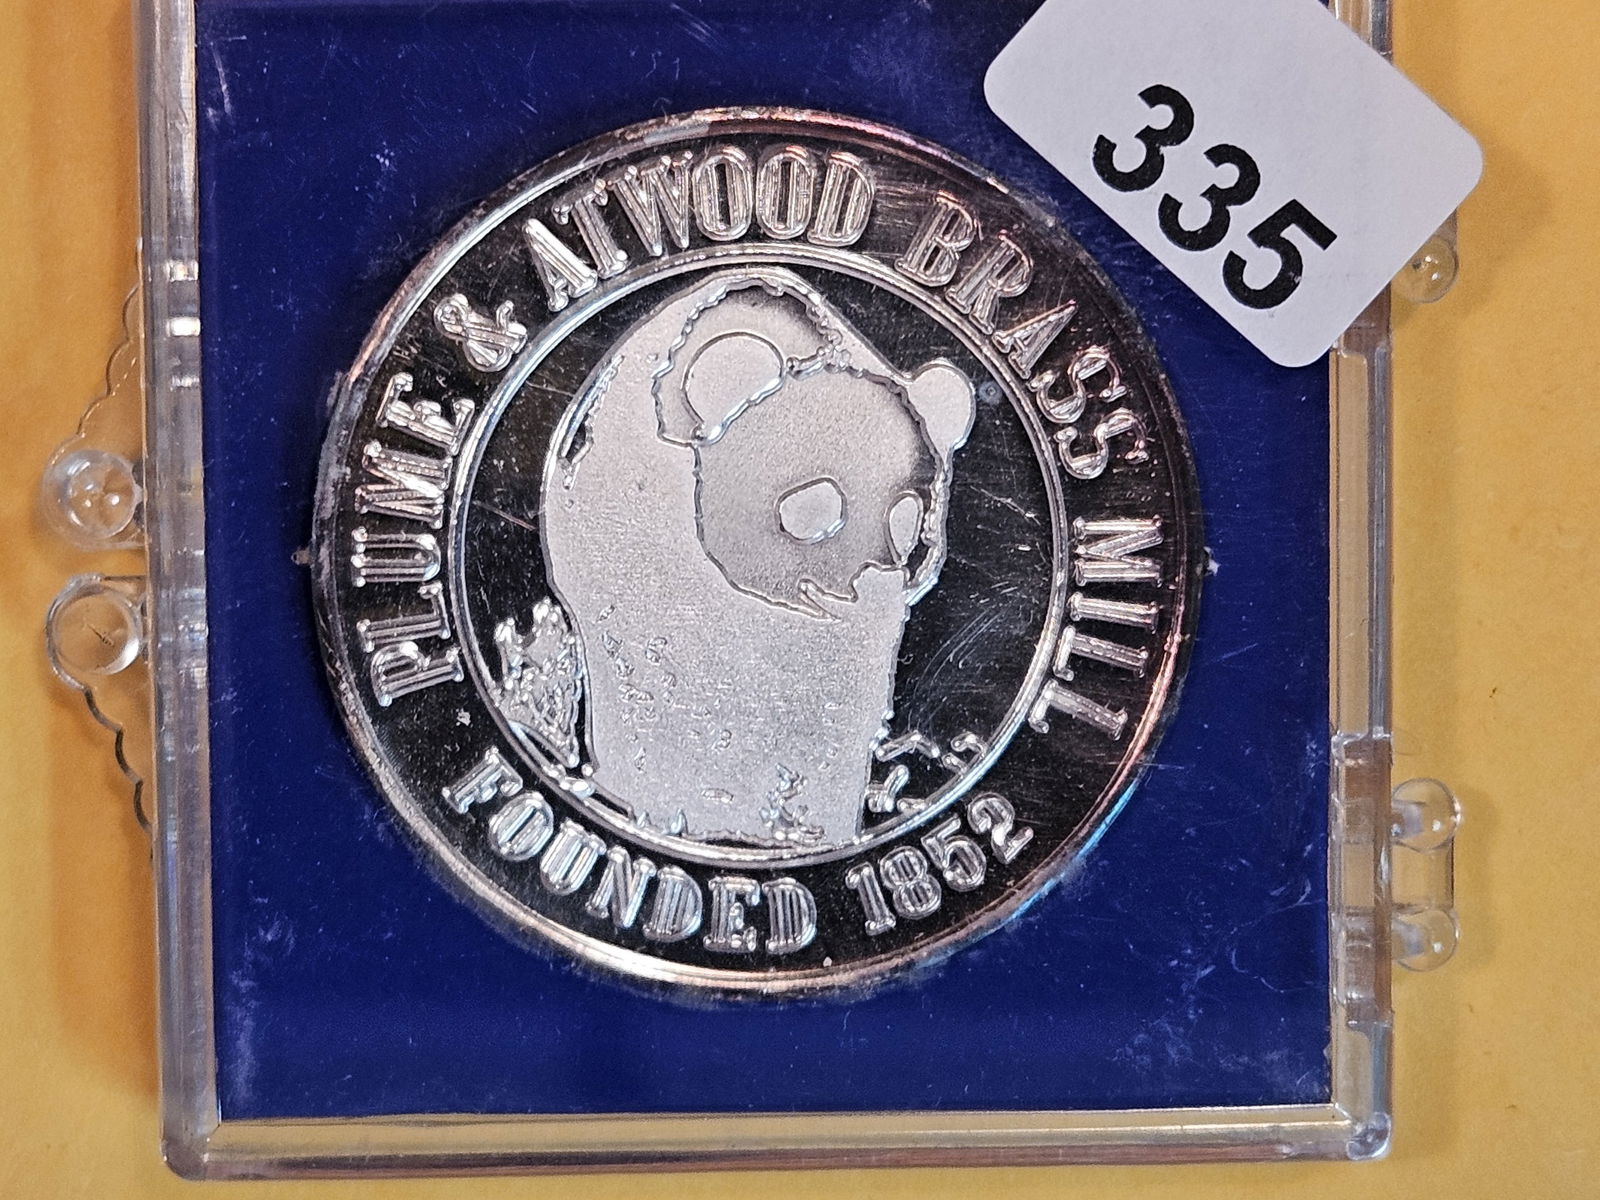 335
PLUME & ATWOOD BRASS MILL
FOUNDED 1852